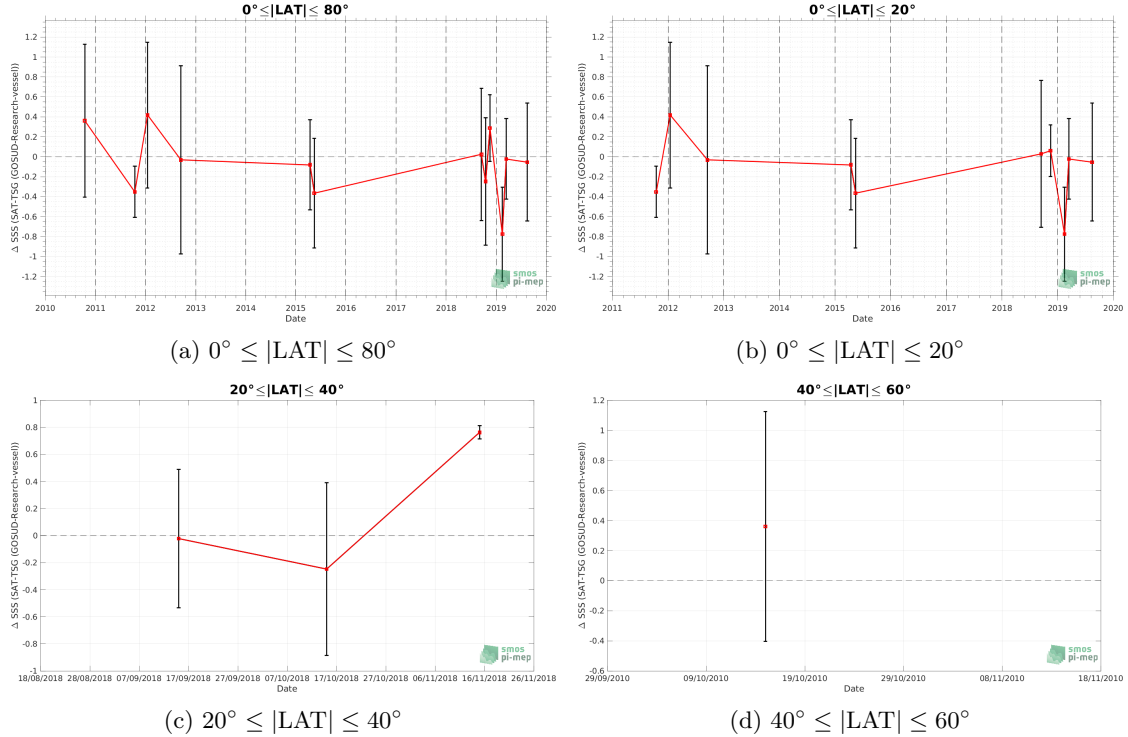 0°≤|LAT|≤ 80°
Δ SSS (SAT-TSG (GOSUD-Research-vessel))
1.2
1
0.8
0.6
0.4
0.2
0
-0.2
-0.4
-0.6
-0.8
-1
-1.2
2010 2011 2012 2013 2014 2015 2016 2017 2018 2019 2020
Date
smos
pi-mep
(a) 0° ≤ |LAT| ≤ 80°
0°≤|LAT|≤ 20°
Δ SSS (SAT-TSG (GOSUD-Research-vessel))
1.2
1
0.8
0.6
0.4
0.2
0
-0.2
-0.4
-0.6
-0.8
-1
-1.2
2011 2012 2013 2014 2015 2016 2017 2018 2019 2020
Date
smos
pi-mep
(b) 0° ≤ |LAT| ≤ 20°
20°≤|LAT|≤ 40°
Δ SSS (SAT-TSG (GOSUD-Research-vessel))
1
0.8
0.6
0.4
0.2
0
-0.2
-0.4
-0.6
-0.8
-1
18/08/2018 28/08/2018 07/09/2018 17/09/2018 27/09/2018 07/10/2018 17/10/2018 27/10/2018 06/11/2018 16/11/2018 26/11/2018
Date
smos
pi-mep
(c) 20° ≤ |LAT| ≤ 40°
40°≤|LAT|≤ 60°
Δ SSS (SAT-TSG (GOSUD-Research-vessel))
1.2
1
0.8
0.6
0.4
0.2
0
-0.2
-0.4
-0.6
29/09/2010 09/10/2010 19/10/2010 29/10/2010 08/11/2010 18/11/2010
Date
smos
pi-mep
(d) 40° ≤ |LAT| ≤ 60°